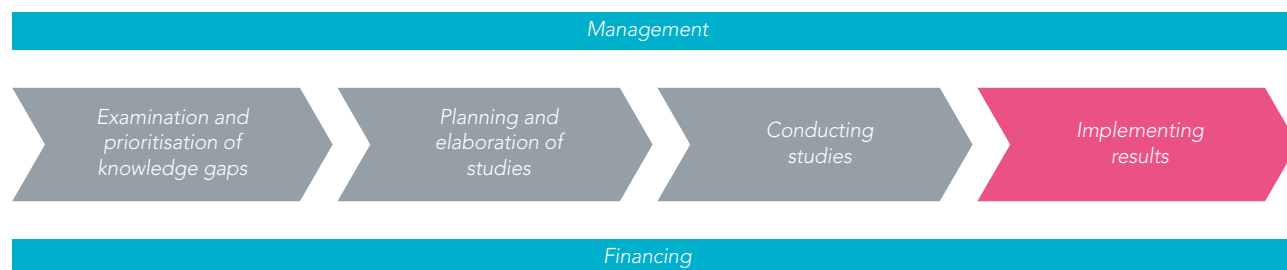 Management
Examination and
prioritisation of
knowledge gaps
Planning and
elaboration of
studies
Conducting
studies
Implementing
results
Financing